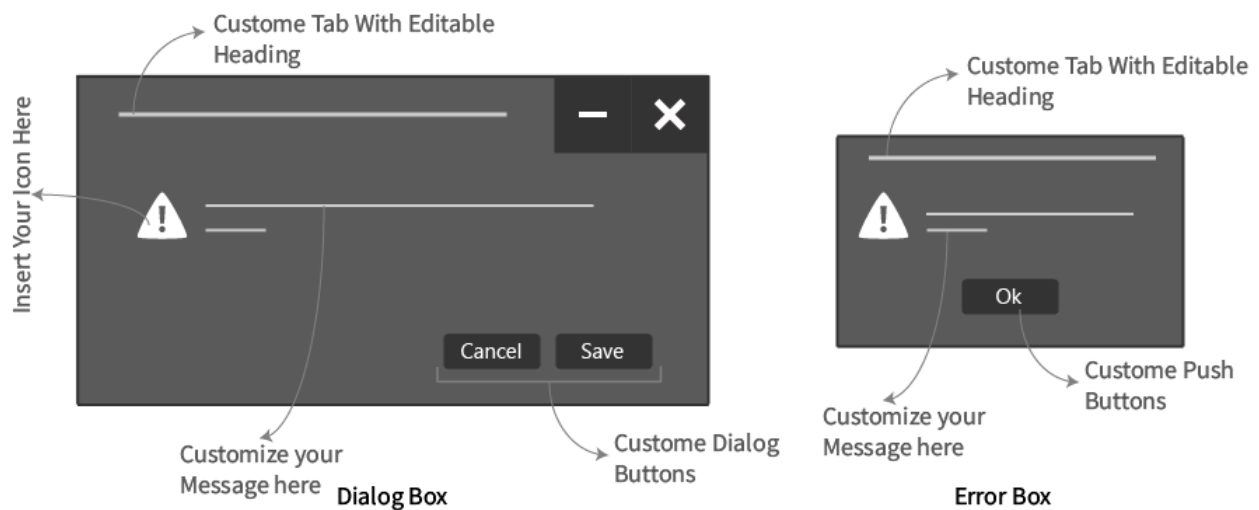 Custome Tab With Editable
Heading
Insert Your Icon Here
!
Cancel
Save
Customize your
Message here
Custome Dialog
Buttons
Dialog Box
Custome Tab With Editable
Heading
!
Ok
Custome Push
Buttons
Customize your
Message here
Error Box